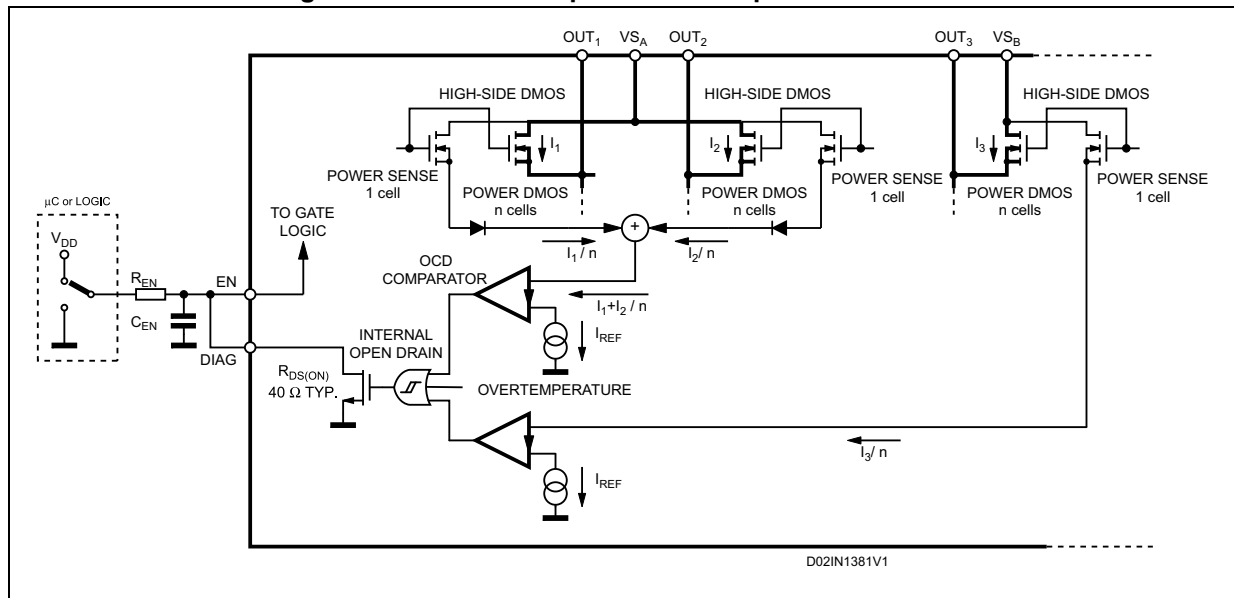 OUT1 VSA OUT2 OUT3 VSB
HIGH-SIDE DMOS HIGH-SIDE DMOS HIGH-SIDE DMOS
I1 I2 I3
POWER SENSE
1 cell
POWER DMOS
n cells
POWER DMOS
n cells
POWER SENSE
1 cell
POWER DMOS
n cells
POWER SENSE
1 cell
µC or LOGIC
VDD
TO GATE
LOGIC
+
I1 / n I2 / n
REN
EN
CEN
DIAG
OCD
COMPARATOR
I1+I2 / n
IREF
INTERNAL
OPEN DRAIN
RDS(ON)
40 Ω TYP.
OVERTEMPERATURE
I3 / n
IREF
D02IN1381V1